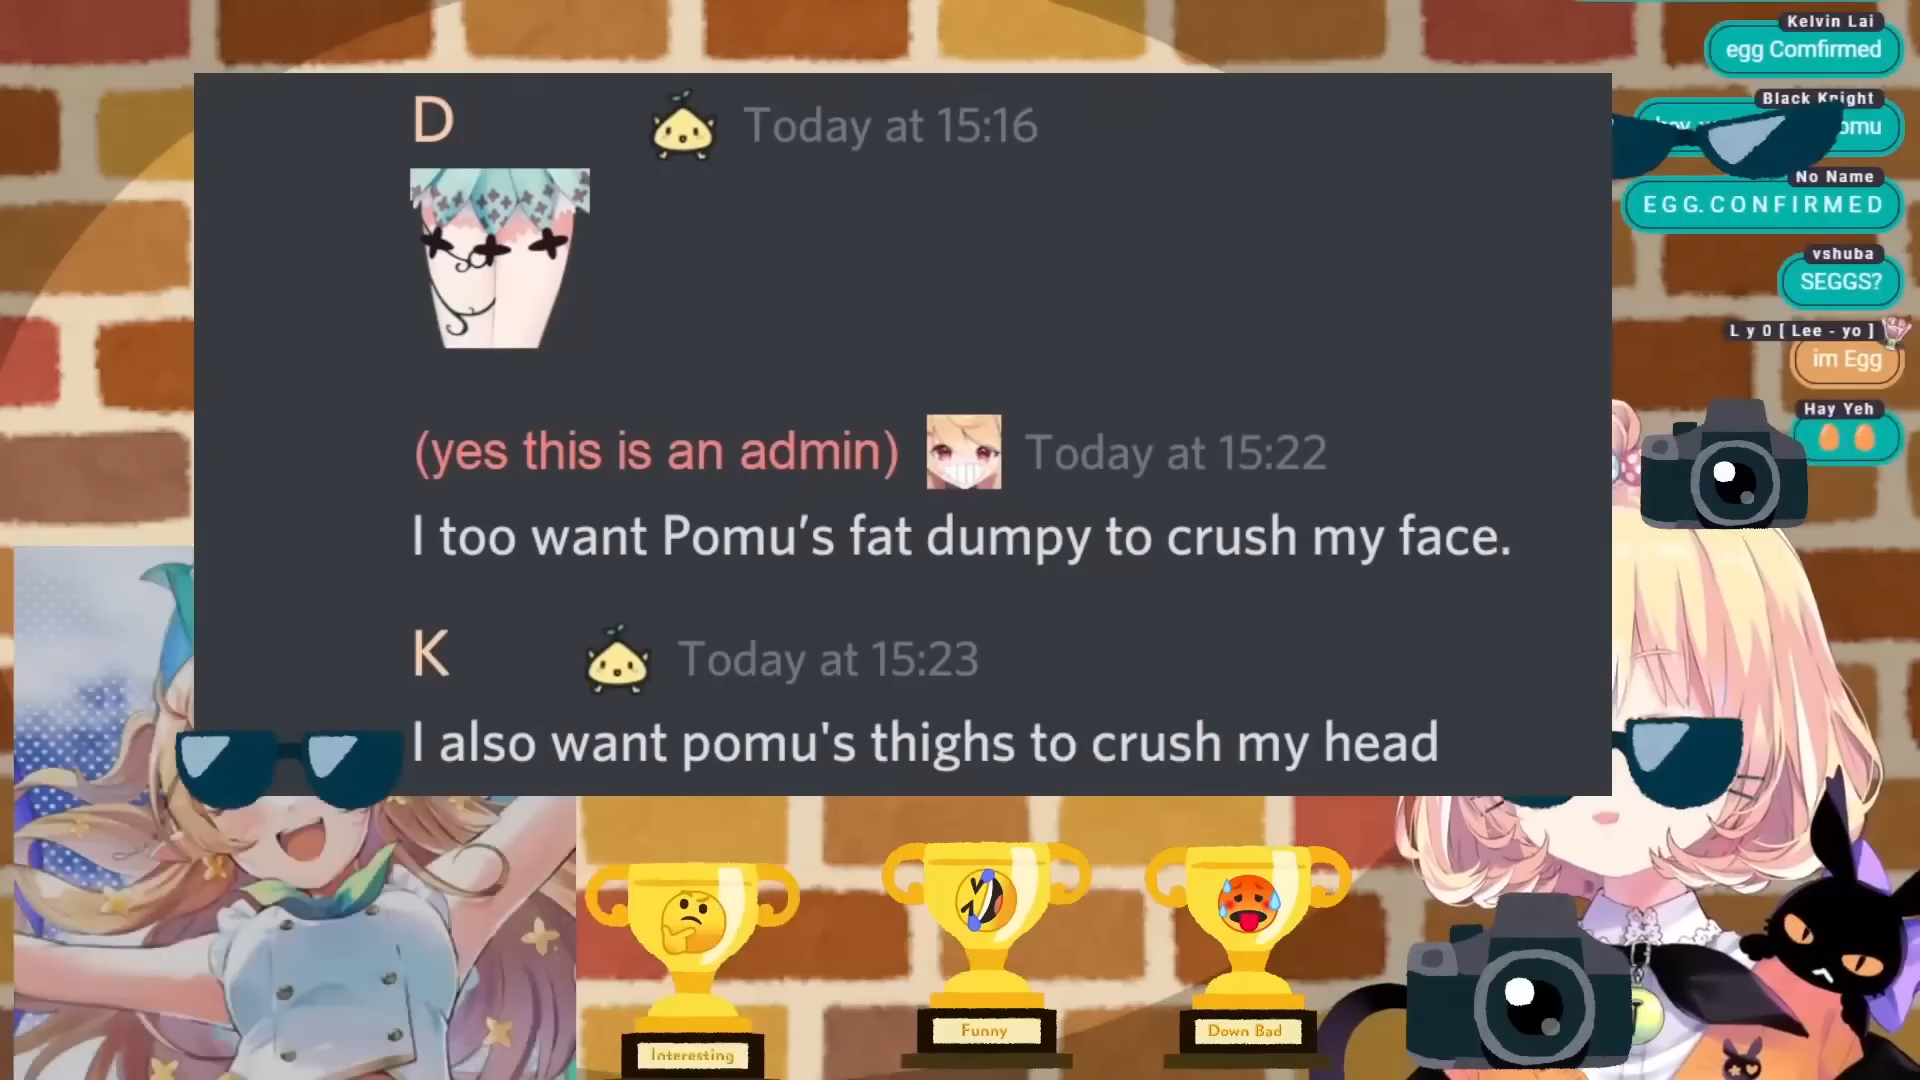 D
Today at 15:16
(yes this is an admin)
Today at 15:22
I too want Pomu’s fat dumpy to crush my face.
K
Today at 15:23
I also want pomu's thighs to crush my head
Kelvin Lai
egg Comfirmed
Black Knight
No Name
EGG.CONFIRMED
vshuba
SEGGS?
Ly0 [ Lee - yo ]
im Egg
Hay Yeh
Interesting
Funny
Down Bad